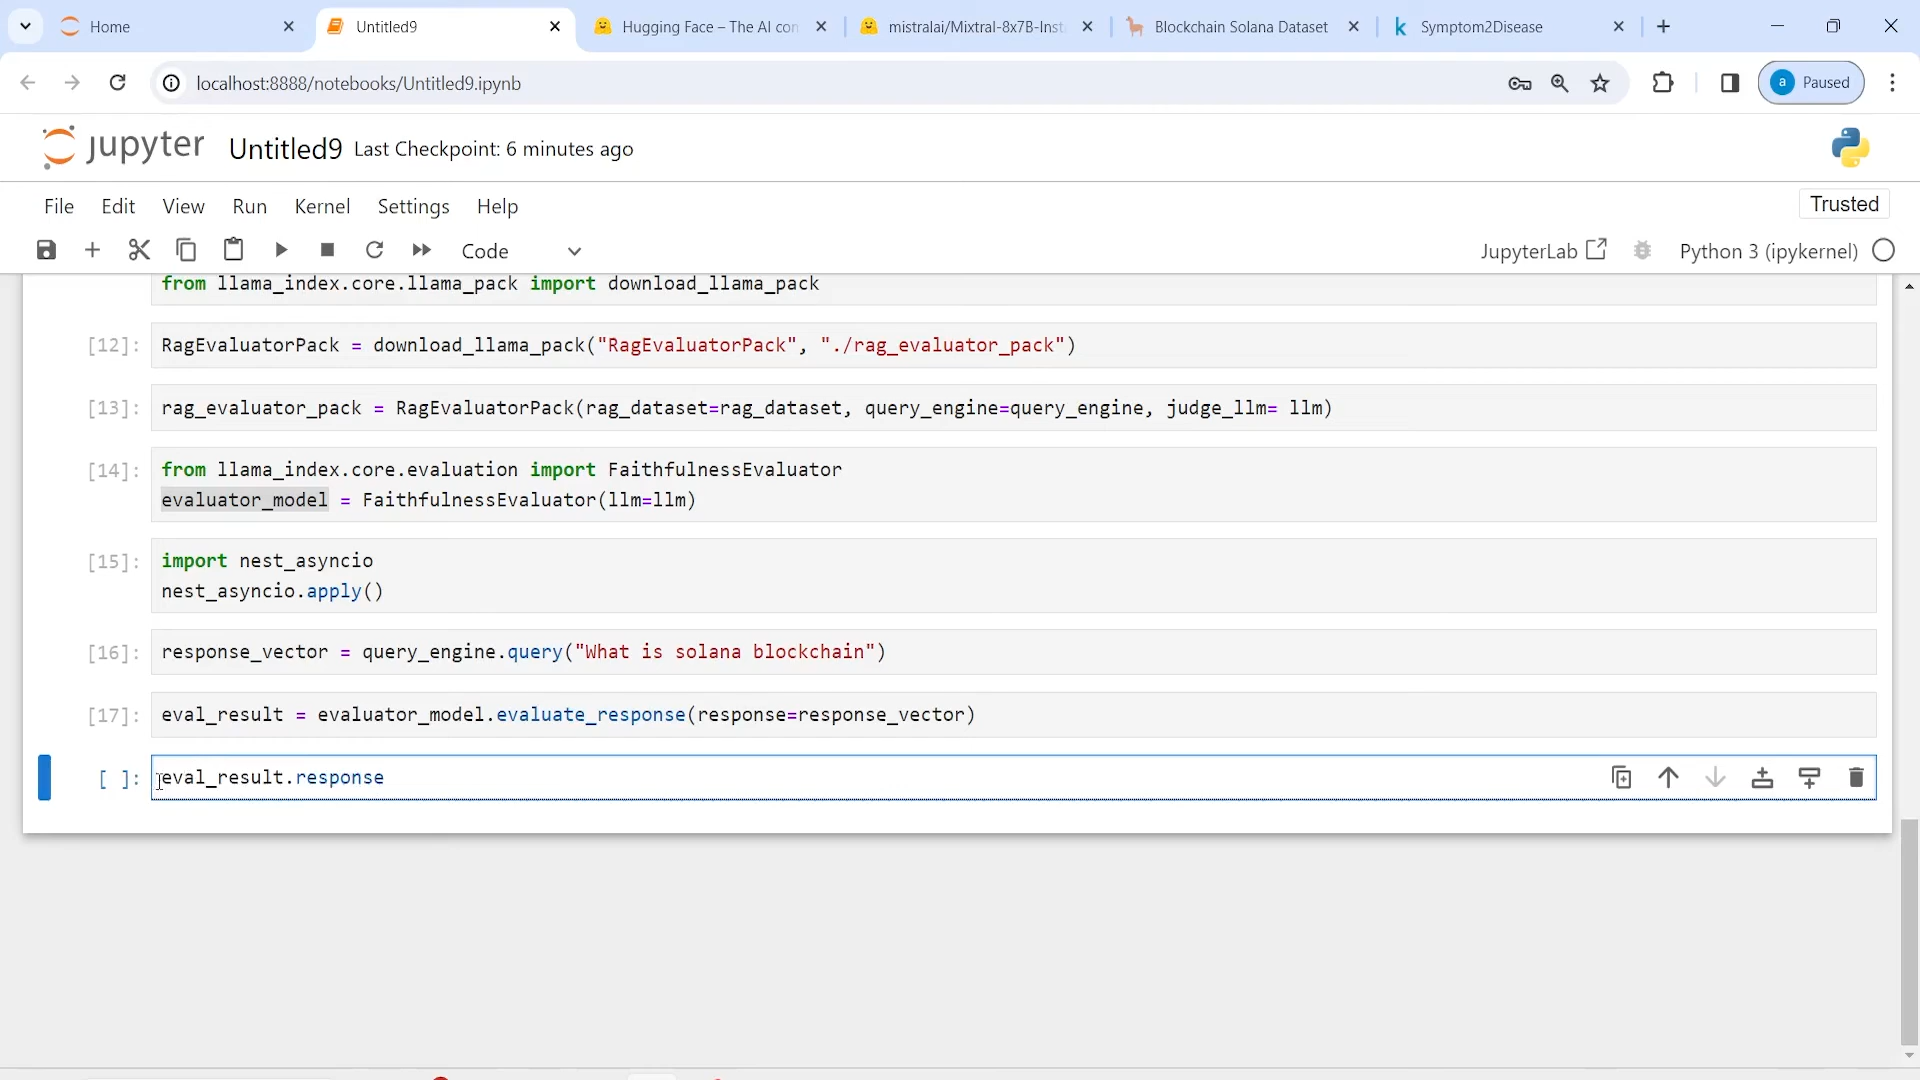 Home
Untitled9
Hugging Face – The AI con
mistralai/Mixtral-8x7B-Inst
Blockchain Solana Dataset
k Symptom2Disease
localhost:8888/notebooks/Untitled9.ipynb
a Paused
jupyter Untitled9 Last Checkpoint: 6 minutes ago
File Edit View Run Kernel Settings Help
Trusted
Code
JupyterLab
Python 3 (ipykernel)
from llama_index.core.llama_pack import download_llama_pack
[12]: RagEvaluatorPack = download_llama_pack("RagEvaluatorPack", "./rag_evaluator_pack")
[13]: rag_evaluator_pack = RagEvaluatorPack(rag_dataset=rag_dataset, query_engine=query_engine, judge_llm= llm)
[14]: from llama_index.core.evaluation import FaithfulnessEvaluator
evaluator_model = FaithfulnessEvaluator(llm=llm)
[15]: import nest_asyncio
nest_asyncio.apply()
[16]: response_vector = query_engine.query("What is solana blockchain")
[17]: eval_result = evaluator_model.evaluate_response(response=response_vector)
[ ]: eval_result.response